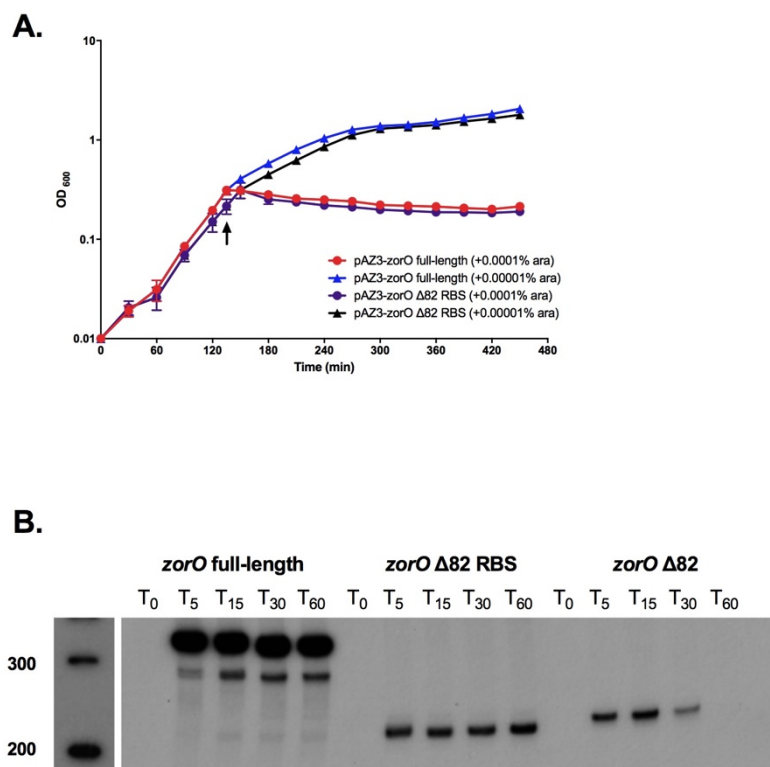 A.
10
1
0.1
0.01
OD 600
0 60 120 180 240 300 360 420 480
Time (min)
pAZ3-zorO full-length (+0.0001% ara)
pAZ3-zorO full-length (+0.00001% ara)
pAZ3-zorO Δ82 RBS (+0.0001% ara)
pAZ3-zorO Δ82 RBS (+0.00001% ara)
B.
zorO full-length zorO Δ82 RBS zorO Δ82
T0 T5 T15 T30 T60 T0 T5 T15 T30 T60 T0 T5 T15 T30 T60
300
200